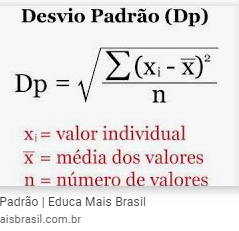 Desvio Padrão (Dp)
Dp = √(∑(xᵢ - x̅)² / n)
xᵢ = valor individual
x̅ = média dos valores
n = número de valores
Padrão | Educa Mais Brasil
aisbrasil.com.br